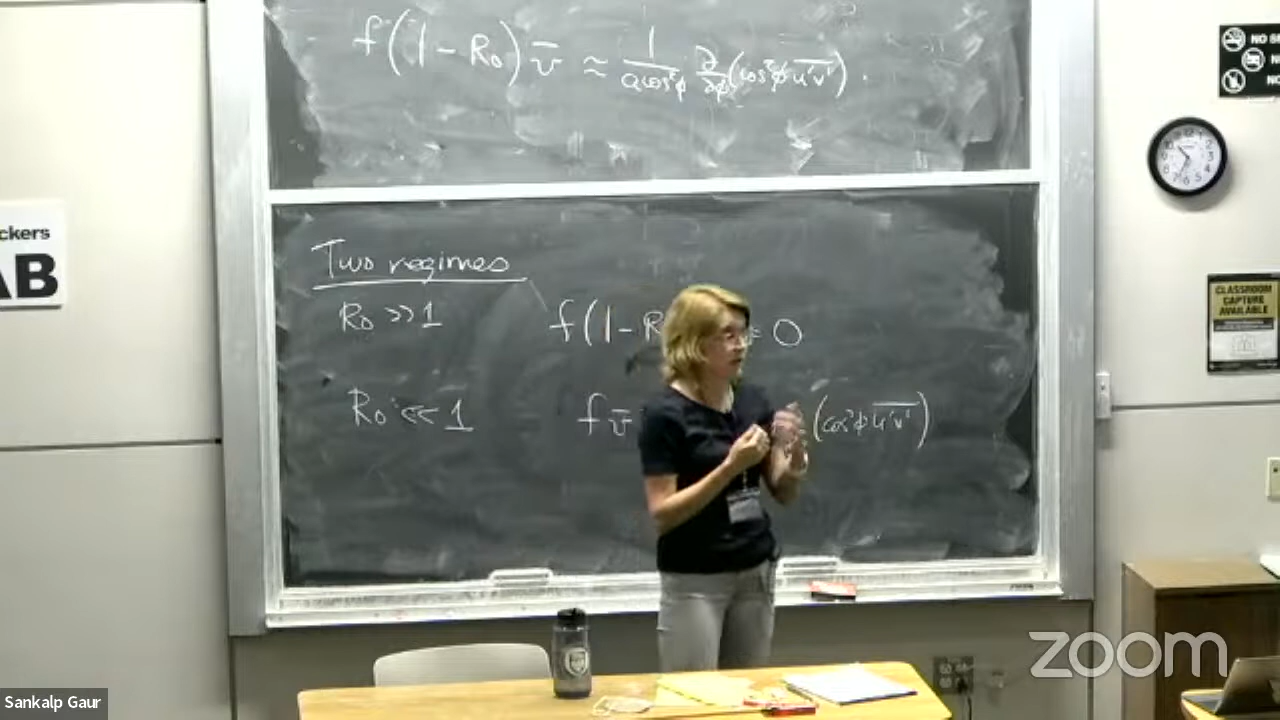 f(1 - Ro) v̄ ≈ 1/(a cos²φ) ∂/∂φ (cos²φ u'v').
Two regimes
Ro >> 1 f(1 - R = 0
Ro << 1 f v̄ (cos²φ u'v')
ckers
AB
NO
CLASSROOM
CAPTURE
AVAILABLE
zoom
Sankalp Gaur